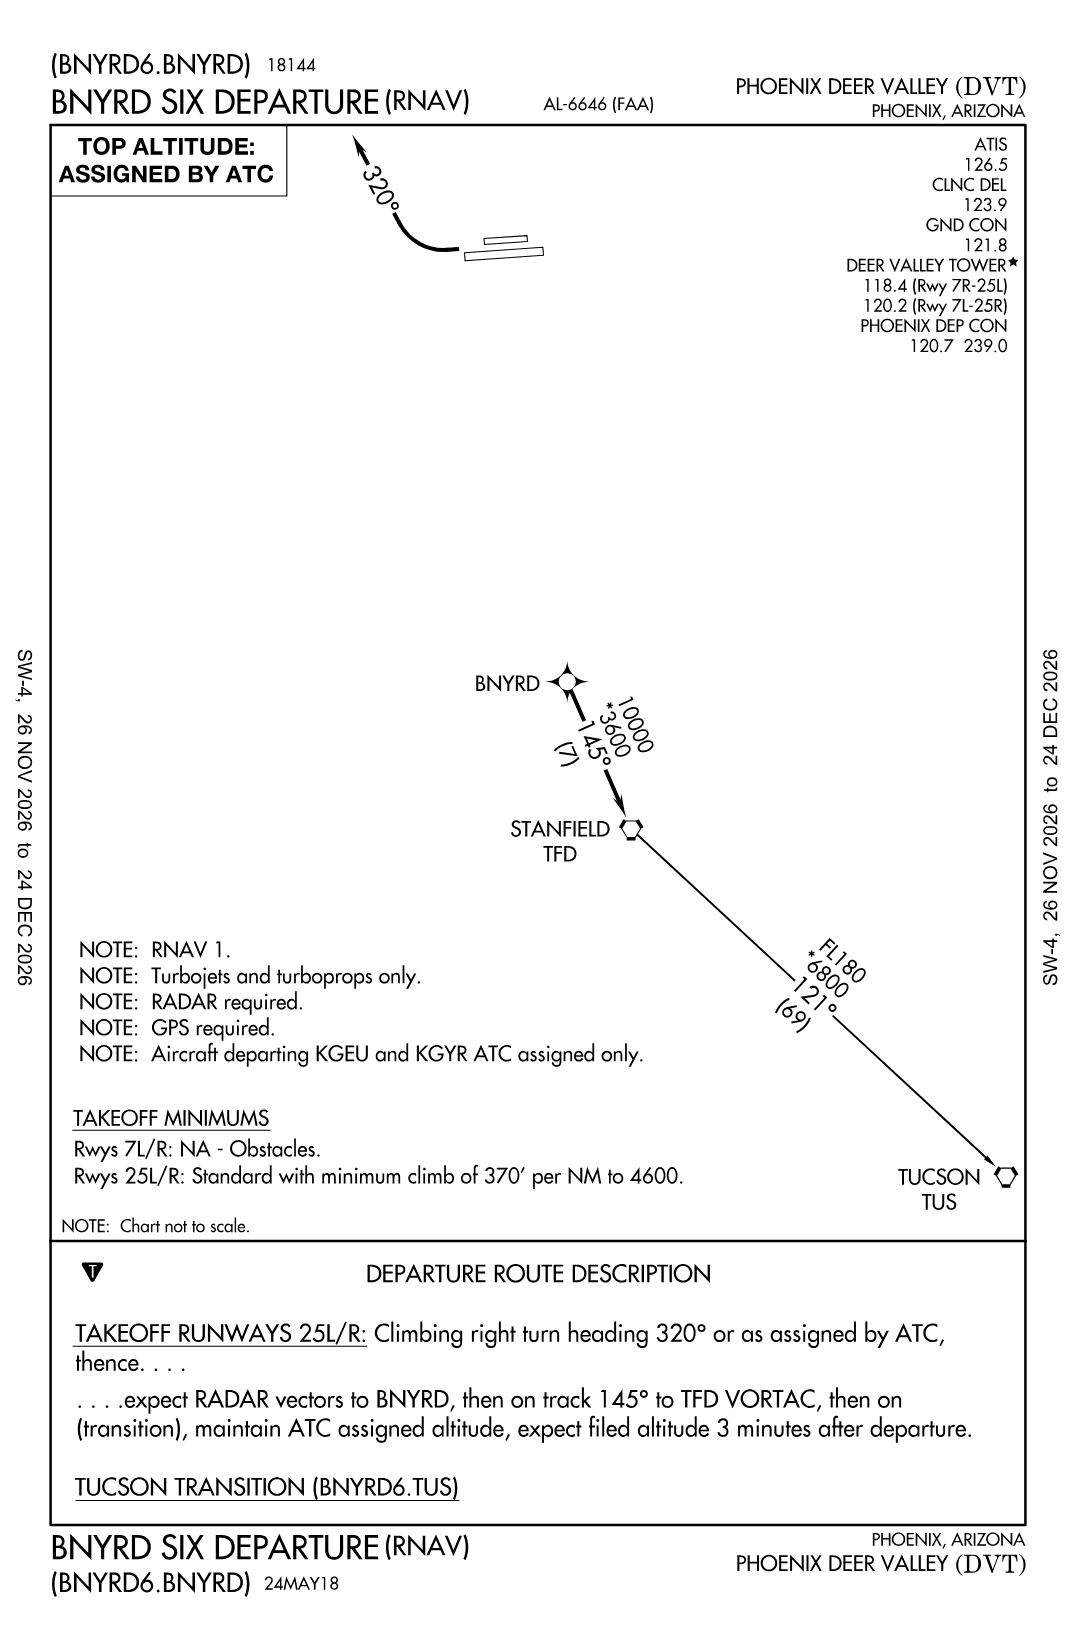 (BNYRD6.BNYRD) 18144
BNYRD SIX DEPARTURE (RNAV)
AL-6646 (FAA)
PHOENIX DEER VALLEY (DVT)
PHOENIX, ARIZONA
TOP ALTITUDE:
ASSIGNED BY ATC
320°
ATIS
126.5
CLNC DEL
123.9
GND CON
121.8
DEER VALLEY TOWER★
118.4 (Rwy 7R-25L)
120.2 (Rwy 7L-25R)
PHOENIX DEP CON
120.7 239.0
SW-4, 26 NOV 2026 to 24 DEC 2026
SW-4, 26 NOV 2026 to 24 DEC 2026
BNYRD
10000
*3600
145°
(7)
STANFIELD
TFD
FL180
*6800
121°
(69)
TUCSON
TUS
NOTE: RNAV 1.
NOTE: Turbojets and turboprops only.
NOTE: RADAR required.
NOTE: GPS required.
NOTE: Aircraft departing KGEU and KGYR ATC assigned only.
TAKEOFF MINIMUMS
Rwys 7L/R: NA - Obstacles.
Rwys 25L/R: Standard with minimum climb of 370' per NM to 4600.
NOTE: Chart not to scale.
T
DEPARTURE ROUTE DESCRIPTION
TAKEOFF RUNWAYS 25L/R: Climbing right turn heading 320° or as assigned by ATC,
thence. . . .
. . . .expect RADAR vectors to BNYRD, then on track 145° to TFD VORTAC, then on
(transition), maintain ATC assigned altitude, expect filed altitude 3 minutes after departure.
TUCSON TRANSITION (BNYRD6.TUS)
BNYRD SIX DEPARTURE (RNAV)
(BNYRD6.BNYRD) 24MAY18
PHOENIX, ARIZONA
PHOENIX DEER VALLEY (DVT)